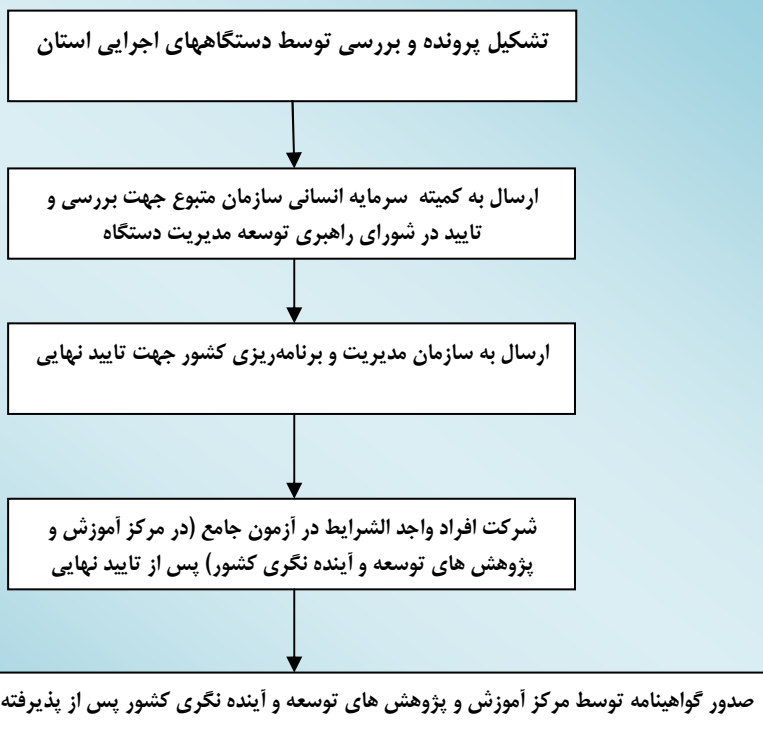 تشکیل پرونده و بررسی توسط دستگاههای اجرایی استان
ارسال به کمیته سرمایه انسانی سازمان متبوع جهت بررسی و
تایید در شورای راهبری توسعه مدیریت دستگاه
ارسال به سازمان مدیریت و برنامه‌ریزی کشور جهت تایید نهایی
شرکت افراد واجد الشرایط در آزمون جامع (در مرکز آموزش و
پژوهش های توسعه و آینده نگری کشور) پس از تایید نهایی
صدور گواهینامه توسط مرکز آموزش و پژوهش های توسعه و آینده نگری کشور پس از پذیرفته